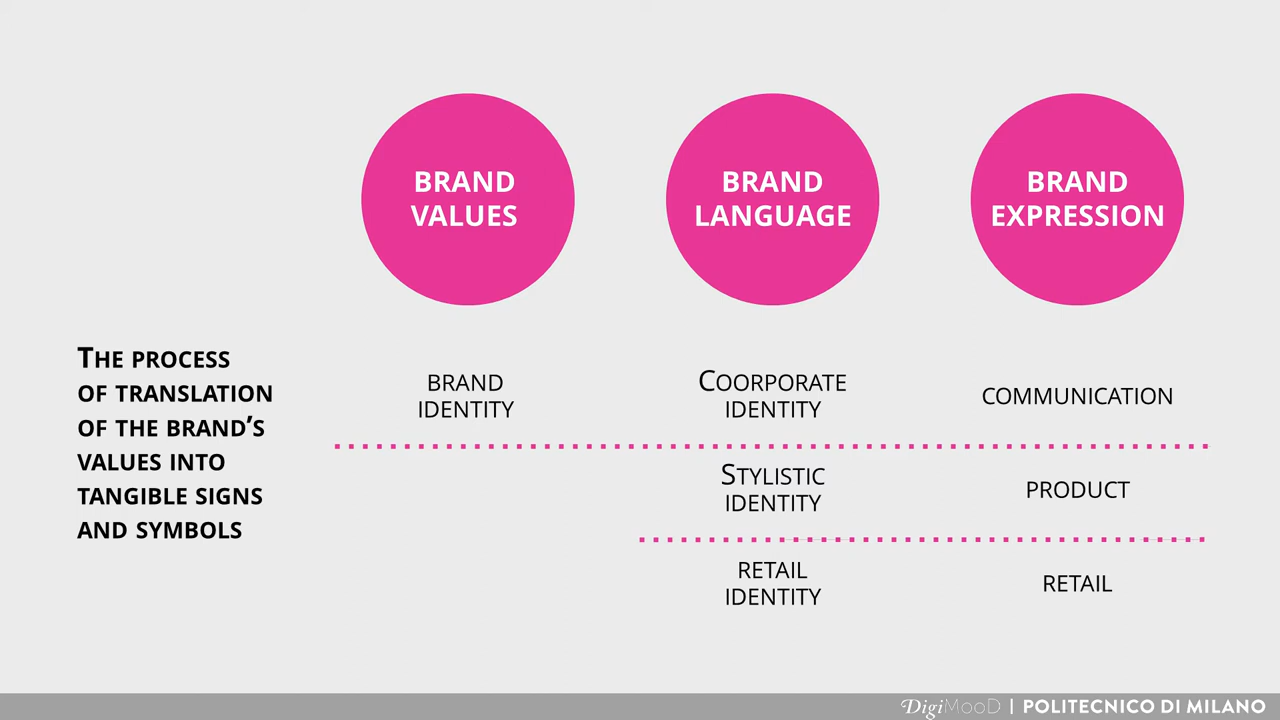 BRAND
VALUES
BRAND
LANGUAGE
BRAND
EXPRESSION
THE PROCESS
OF TRANSLATION
OF THE BRAND'S
VALUES INTO
TANGIBLE SIGNS
AND SYMBOLS
BRAND
IDENTITY
COORPORATE
IDENTITY
COMMUNICATION
STYLISTIC
IDENTITY
PRODUCT
RETAIL
IDENTITY
RETAIL
DigiMooD | POLITECNICO DI MILANO